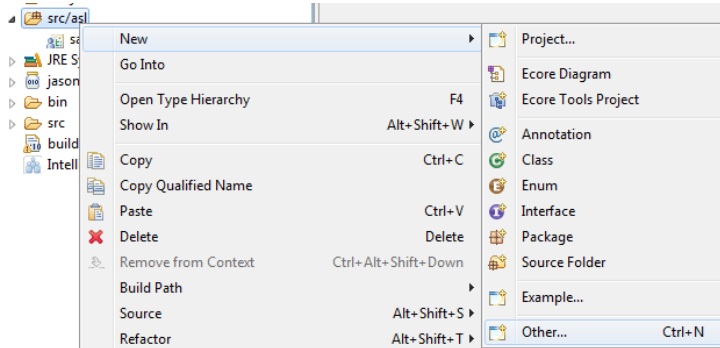 src/asl
sa
JRE S
jason
bin
src
build
Intell
New
Go Into
Open Type Hierarchy F4
Show In Alt+Shift+W
Copy Ctrl+C
Copy Qualified Name
Paste Ctrl+V
Delete Delete
Remove from Context Ctrl+Alt+Shift+Down
Build Path
Source Alt+Shift+S
Refactor Alt+Shift+T
Project...
Ecore Diagram
Ecore Tools Project
Annotation
Class
Enum
Interface
Package
Source Folder
Example...
Other... Ctrl+N